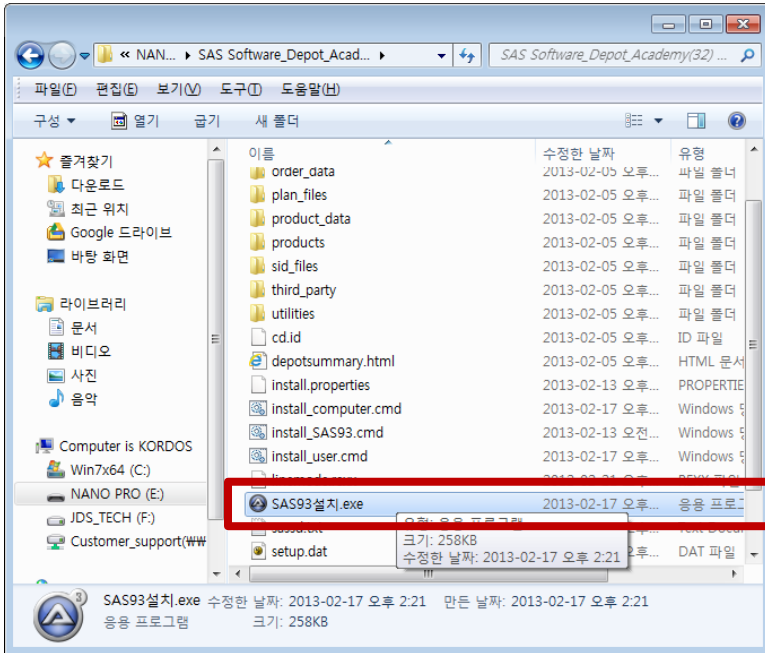 « NAN... ▸ SAS Software_Depot_Acad... ▸
SAS Software_Depot_Academy(32) ...
파일(F) 편집(E) 보기(V) 도구(T) 도움말(H)
구성 ▼ 열기 굽기 새 폴더
즐겨찾기
다운로드
최근 위치
Google 드라이브
바탕 화면
라이브러리
문서
비디오
사진
음악
Computer is KORDOS
Win7x64 (C:)
NANO PRO (E:)
JDS_TECH (F:)
Customer_support(₩₩
이름 수정한 날짜 유형
order_data 2013-02-05 오후... 파일 폴더
plan_files 2013-02-05 오후... 파일 폴더
product_data 2013-02-05 오후... 파일 폴더
products 2013-02-05 오후... 파일 폴더
sid_files 2013-02-05 오후... 파일 폴더
third_party 2013-02-05 오후... 파일 폴더
utilities 2013-02-05 오후... 파일 폴더
cd.id 2013-02-05 오후... ID 파일
depotsummary.html 2013-02-05 오후... HTML 문서
install.properties 2013-02-13 오후... PROPERTIE
install_computer.cmd 2013-02-17 오후... Windows
install_SAS93.cmd 2013-02-13 오전... Windows
install_user.cmd 2013-02-17 오후... Windows
SAS93설치.exe 2013-02-17 오후... 응용 프로그
setup.dat DAT 파일
유형: 응용 프로그램
크기: 258KB
수정한 날짜: 2013-02-17 오후 2:21
SAS93설치.exe 수정한 날짜: 2013-02-17 오후 2:21 만든 날짜: 2013-02-17 오후 2:21
응용 프로그램 크기: 258KB